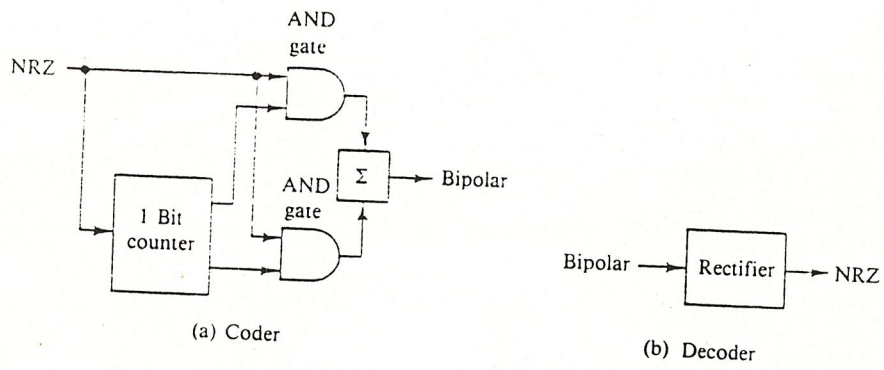 AND
gate
NRZ
Σ
Bipolar
AND
gate
1 Bit
counter
(a) Coder
Bipolar
Rectifier
NRZ
(b) Decoder